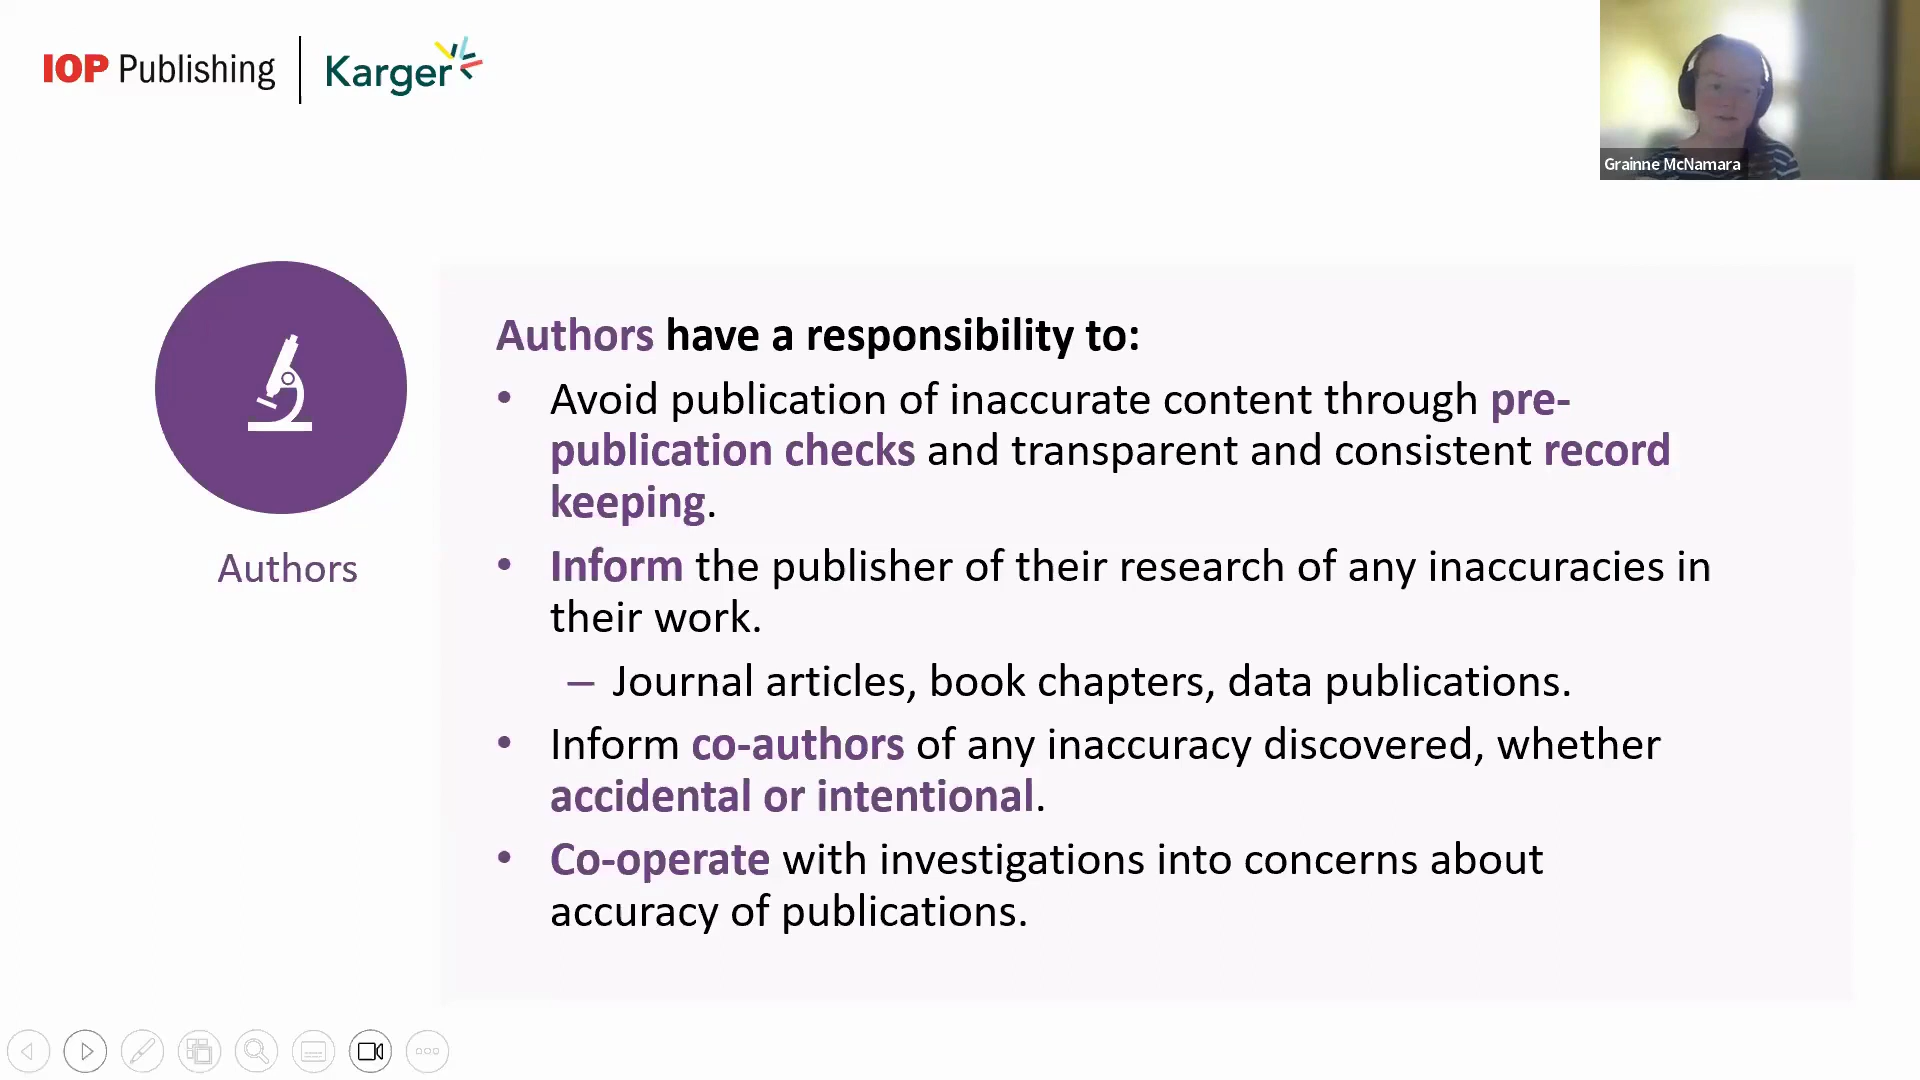 IOP Publishing
Karger
Grainne McNamara
Authors
Authors have a responsibility to:
• Avoid publication of inaccurate content through pre-
publication checks and transparent and consistent record
keeping.
• Inform the publisher of their research of any inaccuracies in
their work.
– Journal articles, book chapters, data publications.
• Inform co-authors of any inaccuracy discovered, whether
accidental or intentional.
• Co-operate with investigations into concerns about
accuracy of publications.